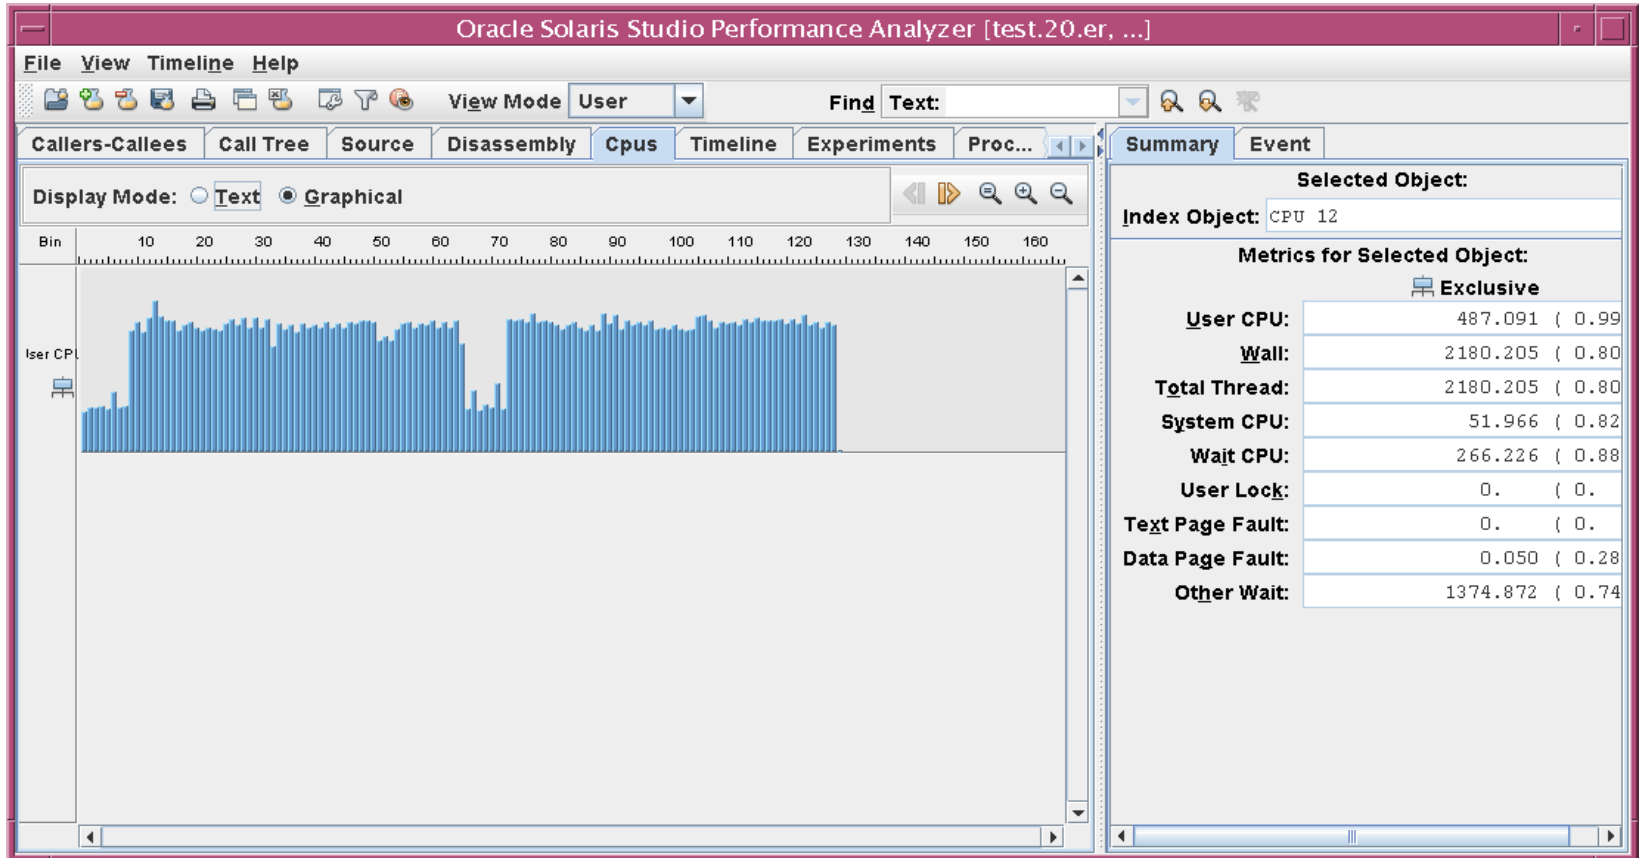 Oracle Solaris Studio Performance Analyzer [test.20.er, ...]
File View Timeline Help
View Mode User Find Text:
Callers-Callees Call Tree Source Disassembly Cpus Timeline Experiments Proc...
Summary Event
Display Mode: Text Graphical
Selected Object:
Index Object: CPU 12
Bin 10 20 30 40 50 60 70 80 90 100 110 120 130 140 150 160
Metrics for Selected Object:
Exclusive
User CPU: 487.091 ( 0.99
Wall: 2180.205 ( 0.80
Iser CPU
Total Thread: 2180.205 ( 0.80
System CPU: 51.966 ( 0.82
Wait CPU: 266.226 ( 0.88
User Lock: 0. ( 0.
Text Page Fault: 0. ( 0.
Data Page Fault: 0.050 ( 0.28
Other Wait: 1374.872 ( 0.74